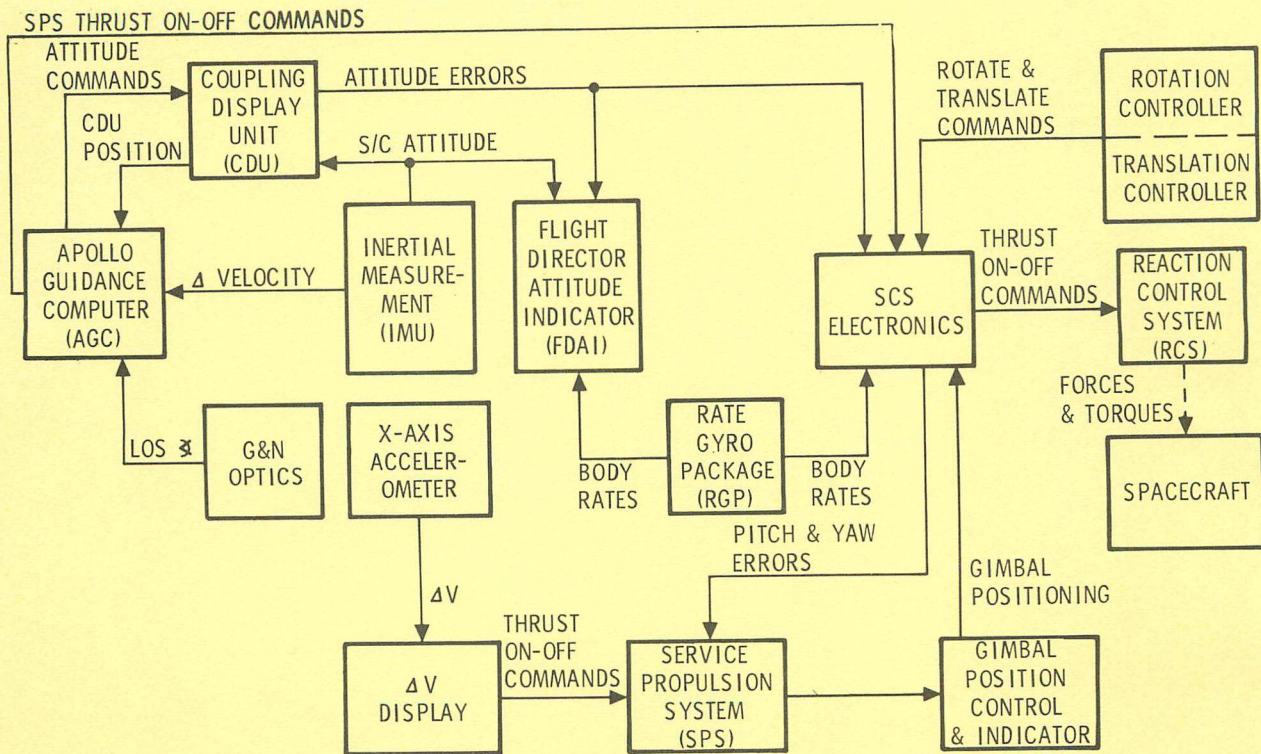 SPS THRUST ON-OFF COMMANDS
ATTITUDE
COMMANDS
COUPLING
DISPLAY
UNIT
(CDU)
ATTITUDE ERRORS
CDU
POSITION
S/C ATTITUDE
ROTATE &
TRANSLATE
COMMANDS
ROTATION
CONTROLLER
TRANSLATION
CONTROLLER
APOLLO
GUIDANCE
COMPUTER
(AGC)
Δ VELOCITY
INERTIAL
MEASURE-
MENT
(IMU)
FLIGHT
DIRECTOR
ATTITUDE
INDICATOR
(FDAI)
SCS
ELECTRONICS
THRUST
ON-OFF
COMMANDS
REACTION
CONTROL
SYSTEM
(RCS)
FORCES
& TORQUES
SPACECRAFT
LOS ∢
G&N
OPTICS
X-AXIS
ACCELER-
OMETER
BODY
RATES
RATE
GYRO
PACKAGE
(RGP)
BODY
RATES
PITCH & YAW
ERRORS
GIMBAL
POSITIONING
ΔV
ΔV
DISPLAY
THRUST
ON-OFF
COMMANDS
SERVICE
PROPULSION
SYSTEM
(SPS)
GIMBAL
POSITION
CONTROL
& INDICATOR